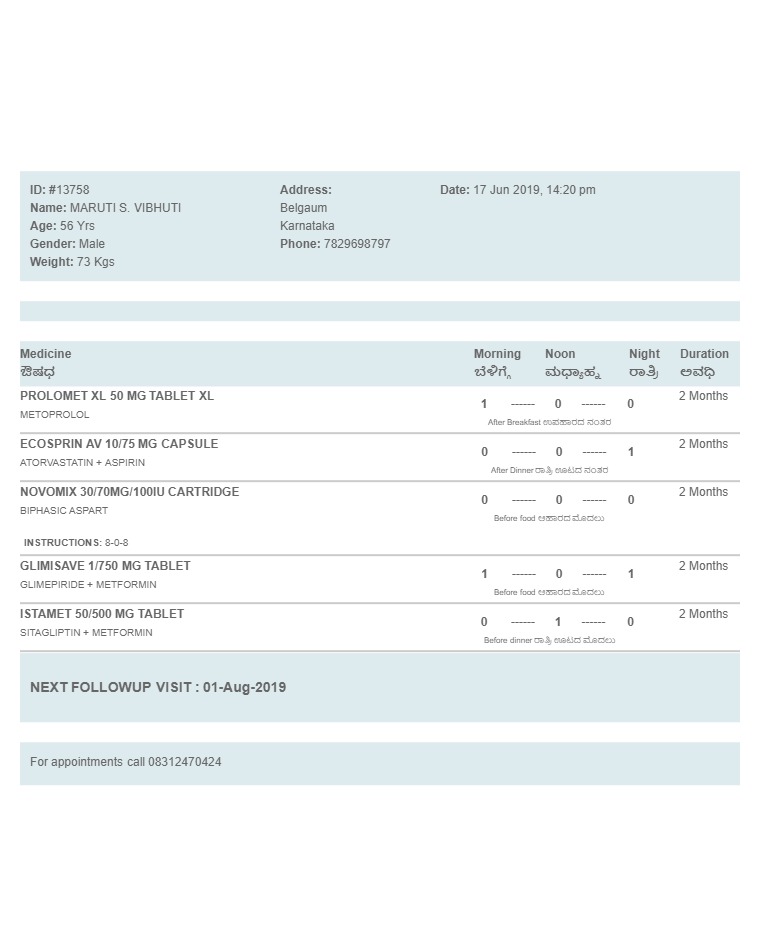 ID: #13758
Name: MARUTI S. VIBHUTI
Age: 56 Yrs
Gender: Male
Weight: 73 Kgs
Address:
Belgaum
Karnataka
Phone: 7829698797
Date: 17 Jun 2019, 14:20 pm
Medicine Morning Noon Night Duration
ಔಷಧ ಬೆಳಿಗ್ಗೆ ಮಧ್ಯಾಹ್ನ ರಾತ್ರಿ ಅವಧಿ
PROLOMET XL 50 MG TABLET XL 2 Months
METOPROLOL 1 ------ 0 ------ 0
After Breakfast ಉಪಹಾರದ ನಂತರ
ECOSPRIN AV 10/75 MG CAPSULE 2 Months
ATORVASTATIN + ASPIRIN 0 ------ 0 ------ 1
After Dinner ರಾತ್ರಿ ಊಟದ ನಂತರ
NOVOMIX 30/70MG/100IU CARTRIDGE 2 Months
BIPHASIC ASPART 0 ------ 0 ------ 0
Before food ಆಹಾರದ ಮೊದಲು
INSTRUCTIONS: 8-0-8
GLIMISAVE 1/750 MG TABLET 2 Months
GLIMEPIRIDE + METFORMIN 1 ------ 0 ------ 1
Before food ಆಹಾರದ ಮೊದಲು
ISTAMET 50/500 MG TABLET 2 Months
SITAGLIPTIN + METFORMIN 0 ------ 1 ------ 0
Before dinner ರಾತ್ರಿ ಊಟದ ಮೊದಲು
NEXT FOLLOWUP VISIT : 01-Aug-2019
For appointments call 08312470424